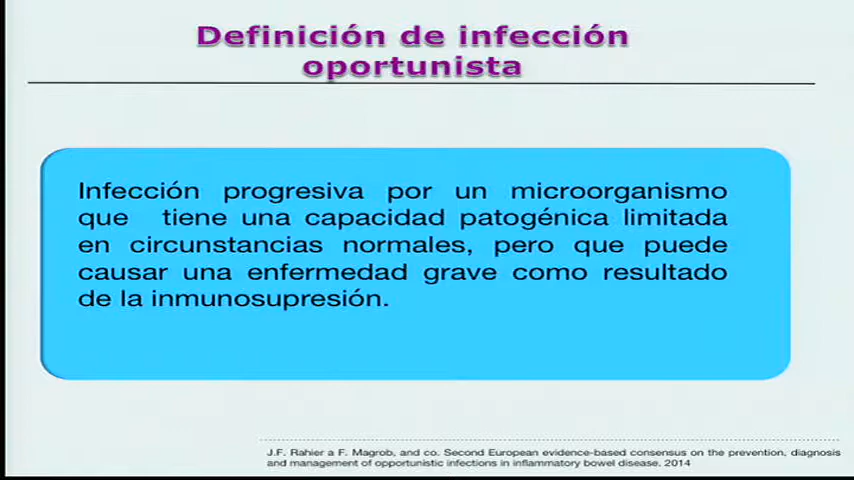 Definición de infección
oportunista
Infección progresiva por un microorganismo
que tiene una capacidad patogénica limitada
en circunstancias normales, pero que puede
causar una enfermedad grave como resultado
de la inmunosupresión.
J.F. Rahier a F. Magrob, and co. Second European evidence-based consensus on the prevention, diagnosis
and management of opportunistic infections in inflammatory bowel disease. 2014